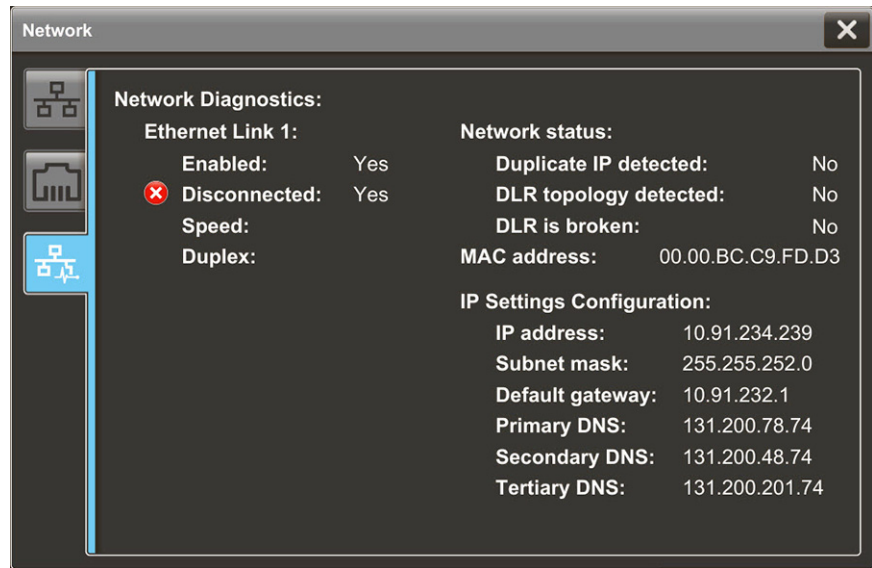 Network
Network Diagnostics:
Ethernet Link 1:
Enabled: Yes
Disconnected: Yes
Speed:
Duplex:
Network status:
Duplicate IP detected: No
DLR topology detected: No
DLR is broken: No
MAC address: 00.00.BC.C9.FD.D3
IP Settings Configuration:
IP address: 10.91.234.239
Subnet mask: 255.255.252.0
Default gateway: 10.91.232.1
Primary DNS: 131.200.78.74
Secondary DNS: 131.200.48.74
Tertiary DNS: 131.200.201.74